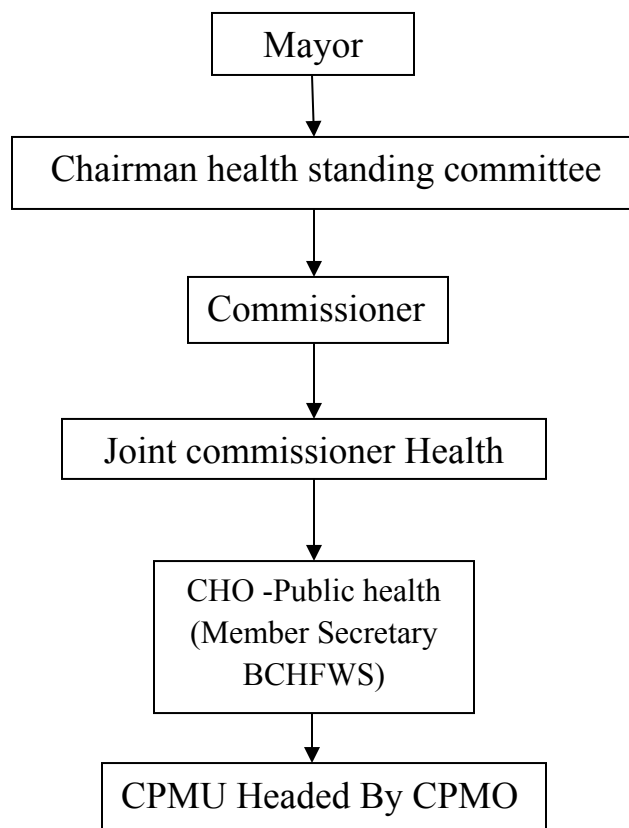 Mayor
Chairman health standing committee
Commissioner
Joint commissioner Health
CHO -Public health
(Member Secretary
BCHFWS)
CPMU Headed By CPMO